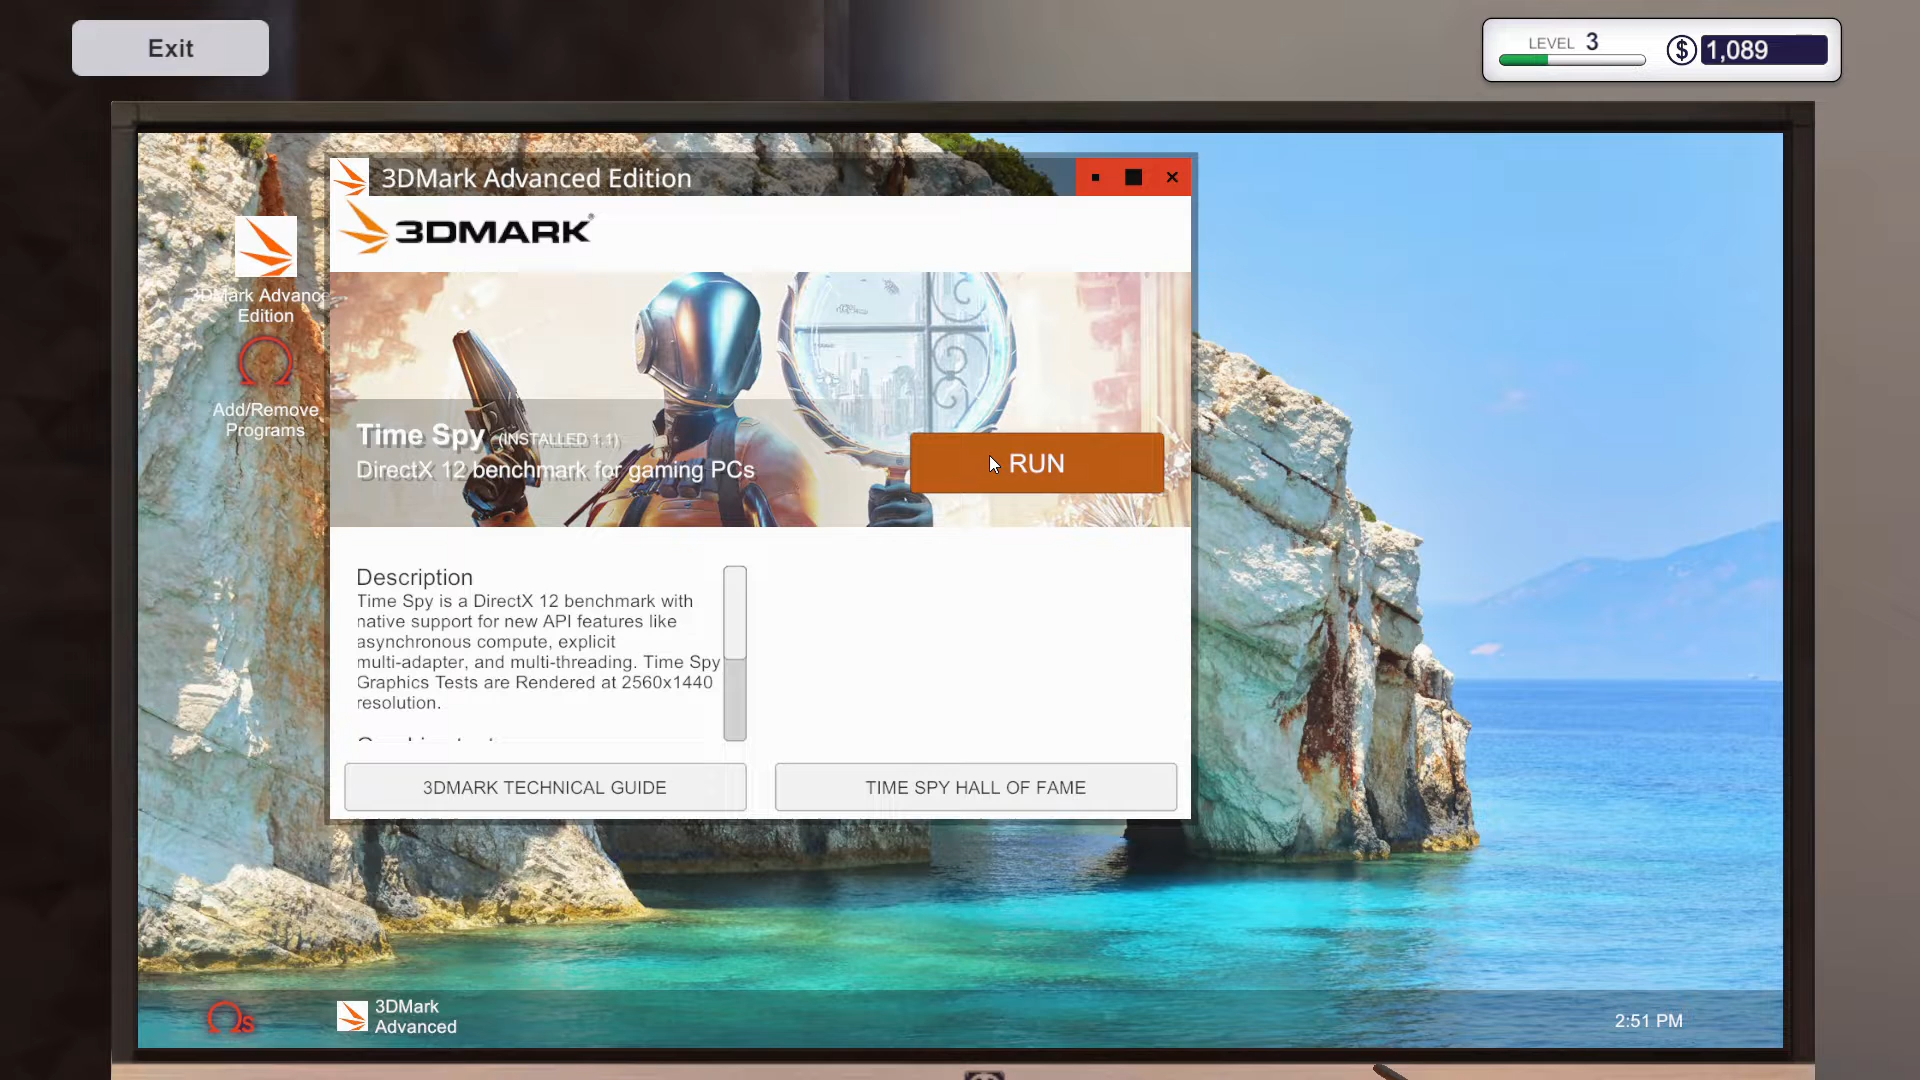 Exit
LEVEL 3
$ 1,089
3DMark Advanced Edition
3DMARK
3DMark Advance
Edition
Add/Remove
Programs
Time Spy (INSTALLED 1.1)
DirectX 12 benchmark for gaming PCs
RUN
Description
Time Spy is a DirectX 12 benchmark with
native support for new API features like
asynchronous compute, explicit
multi-adapter, and multi-threading. Time Spy
Graphics Tests are Rendered at 2560x1440
resolution.
3DMARK TECHNICAL GUIDE
TIME SPY HALL OF FAME
3DMark
Advanced
2:51 PM